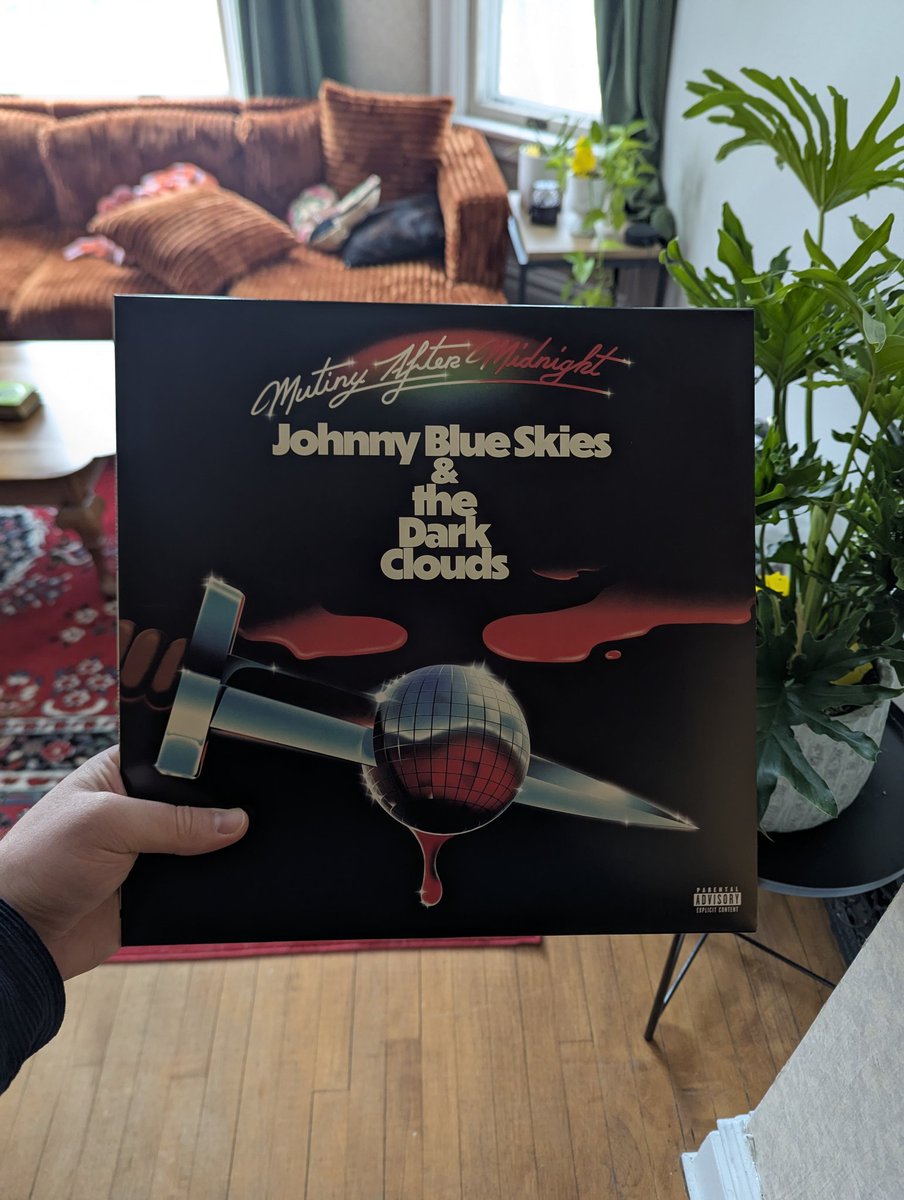 Mutiny After Midnight
Johnny Blue Skies
&
the
Dark
Clouds
PARENTAL
ADVISORY
EXPLICIT CONTENT